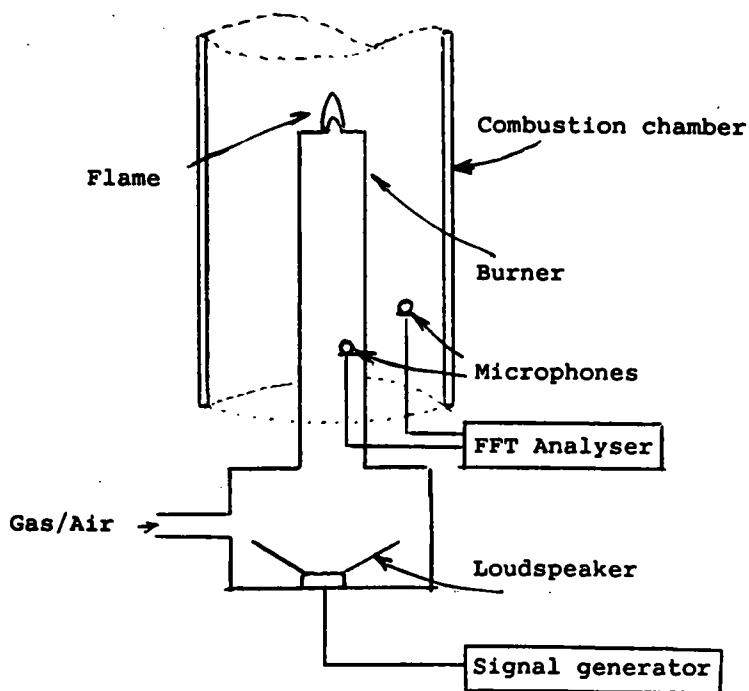 Combustion chamber
Flame
Burner
Microphones
FFT Analyser
Gas/Air
Loudspeaker
Signal generator